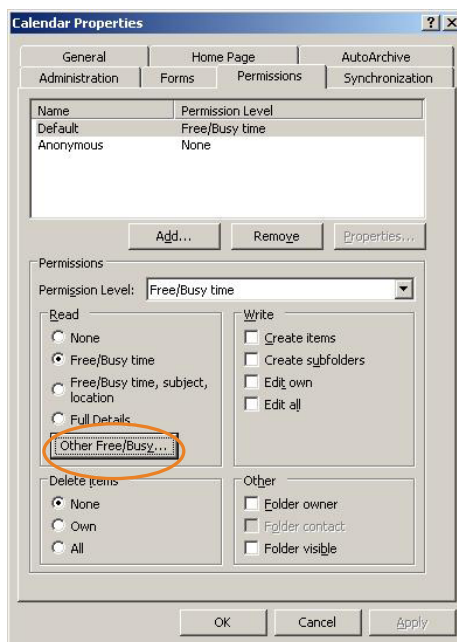 Calendar Properties
General Home Page AutoArchive
Administration Forms Permissions Synchronization
Name Permission Level
Default Free/Busy time
Anonymous None
Add... Remove Properties...
Permissions
Permission Level: Free/Busy time
Read Write
None Create items
Free/Busy time Create subfolders
Free/Busy time, subject, Edit own
location Edit all
Full Details
Other Free/Busy...
Delete items Other
None Folder owner
Own Folder contact
All Folder visible
OK Cancel Apply